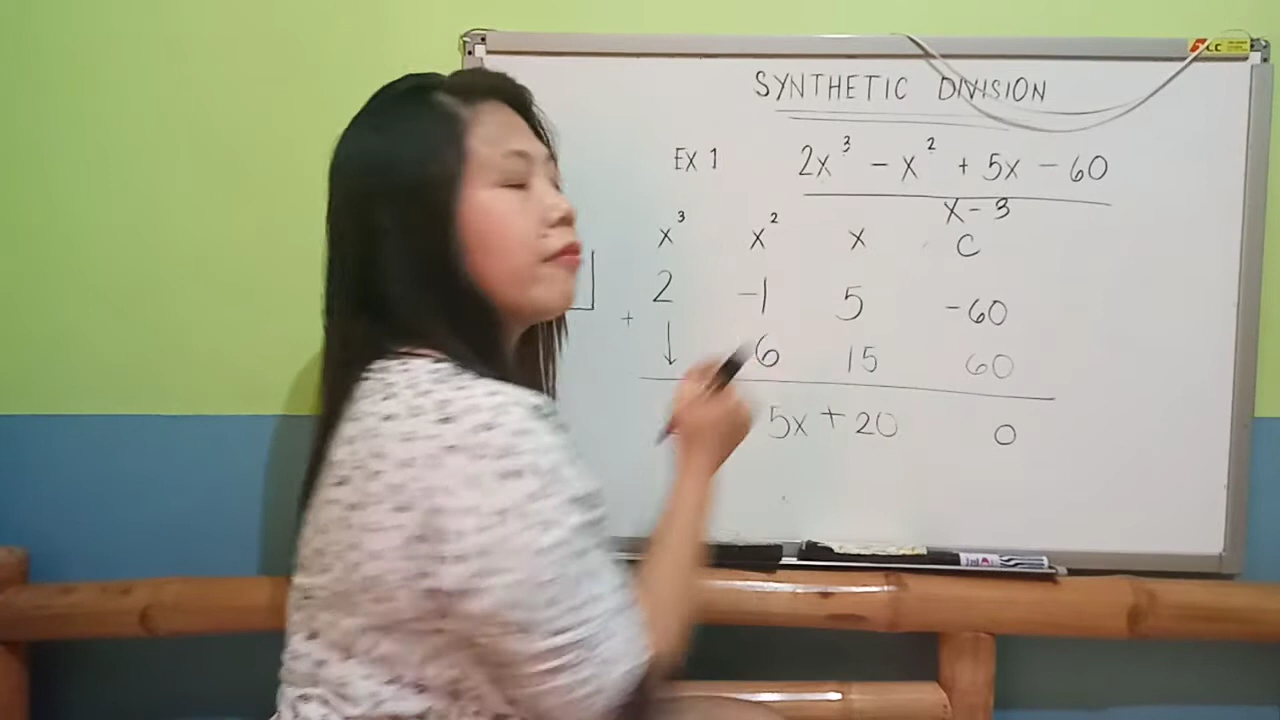 SYNTHETIC DIVISION
EX 1 2x³ - x² + 5x - 60
x - 3
x³ x² x C
2 -1 5 -60
+ ↓ 6 15 60
5x + 20 0